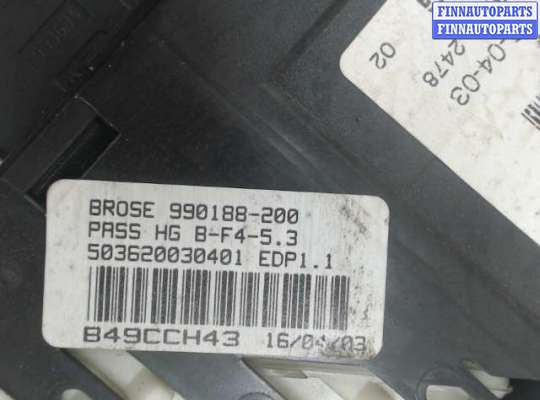 FINNAUTOPARTS
FINNAUTOPARTS
-04-03
2478
02
BROSE 990188-200
PASS HG B-F4-5.3
503620030401 EDP1.1
B49CCH43 16/04/03